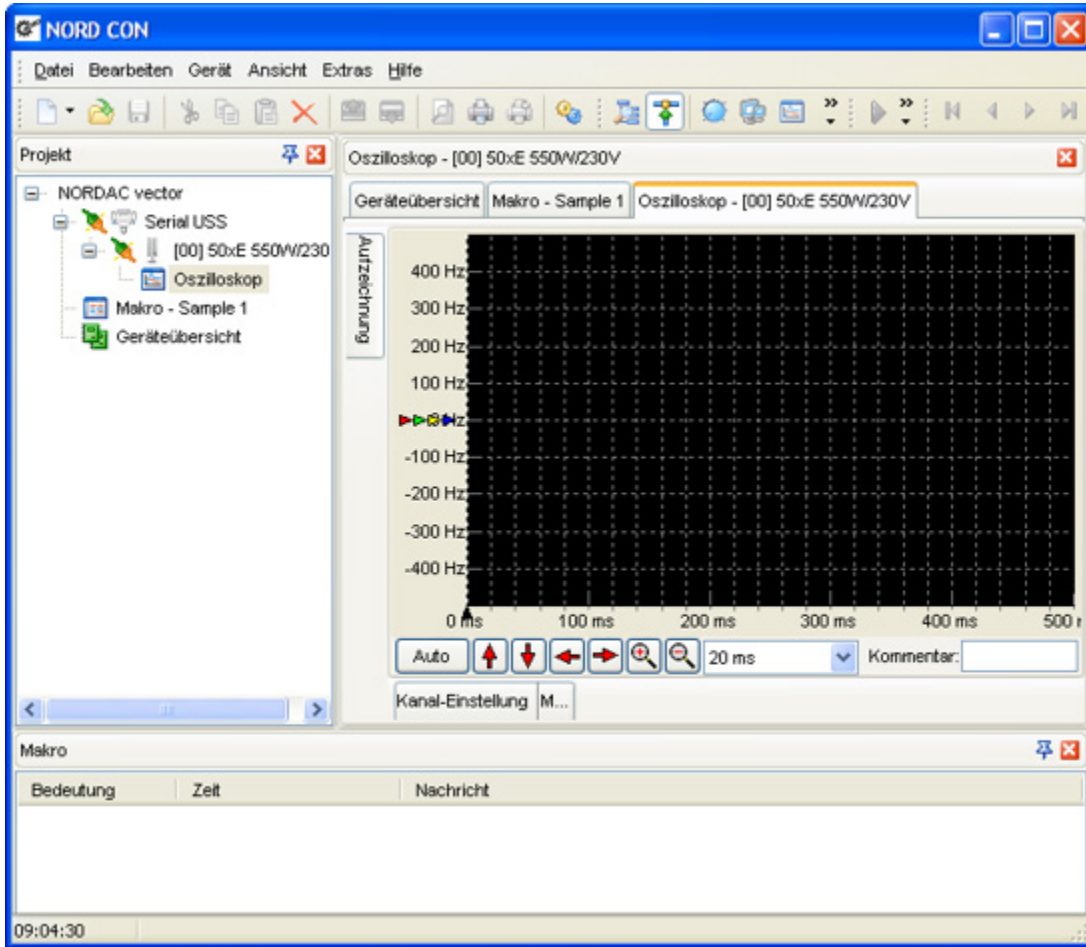 NORD CON
Datei Bearbeiten Gerät Ansicht Extras Hilfe
Projekt
NORDAC vector
Serial USS
[00] 50xE 550W/230
Oszilloskop
Makro - Sample 1
Geräteübersicht
Oszilloskop - [00] 50xE 550W/230V
Geräteübersicht Makro - Sample 1 Oszilloskop - [00] 50xE 550W/230V
Aufzeichnung
400 Hz
300 Hz
200 Hz
100 Hz
Hz
-100 Hz
-200 Hz
-300 Hz
-400 Hz
0 ms 100 ms 200 ms 300 ms 400 ms 500
Auto 20 ms Kommentar:
Kanal-Einstellung M...
Makro
Bedeutung Zeit Nachricht
09:04:30